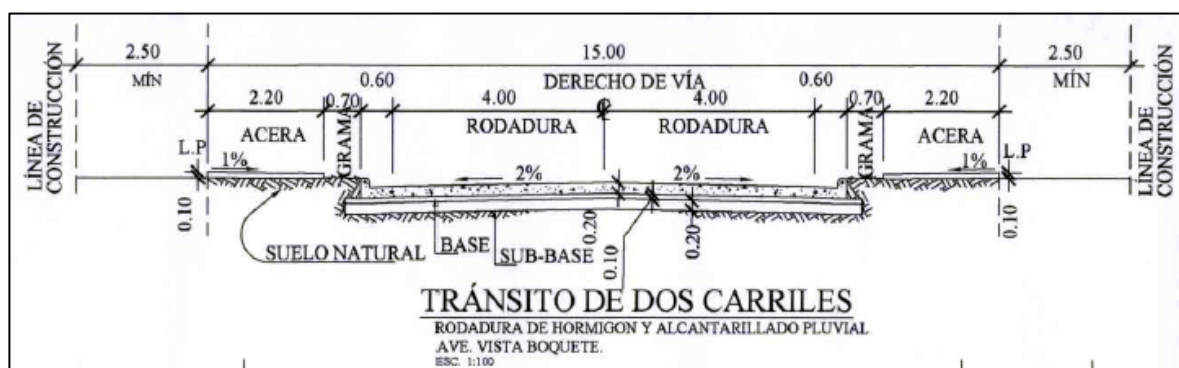 2.50 15.00 2.50
MÍN 0.60 DERECHO DE VÍA 0.60 MÍN
2.20 0.70 4.00 4.00 0.70 2.20
ACERA RODADURA RODADURA ACERA
LÍNEA DE CONSTRUCCIÓN
GRAMA
GRAMA
LÍNEA DE CONSTRUCCIÓN
L.P 1% 2% 2% 1% L.P
0.10 0.20 0.10 0.20 0.10
SUELO NATURAL BASE SUB-BASE
TRÁNSITO DE DOS CARRILES
RODADURA DE HORMIGON Y ALCANTARILLADO PLUVIAL
AVE. VISTA BOQUETE.
ESC. 1:100